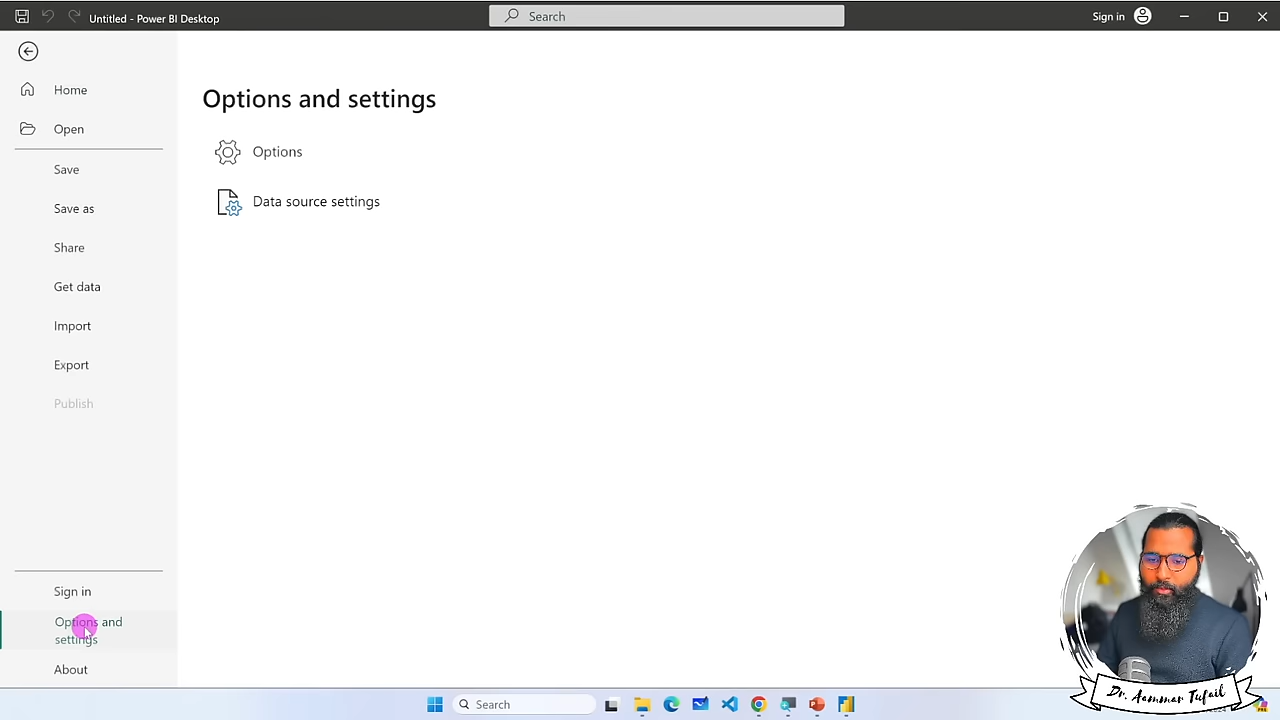 Untitled - Power BI Desktop
Search
Sign in
Home
Options and settings
Open
Options
Save
Data source settings
Save as
Share
Get data
Import
Export
Publish
Sign in
Options and
settings
About
Search
Dr. Aammar Tufail